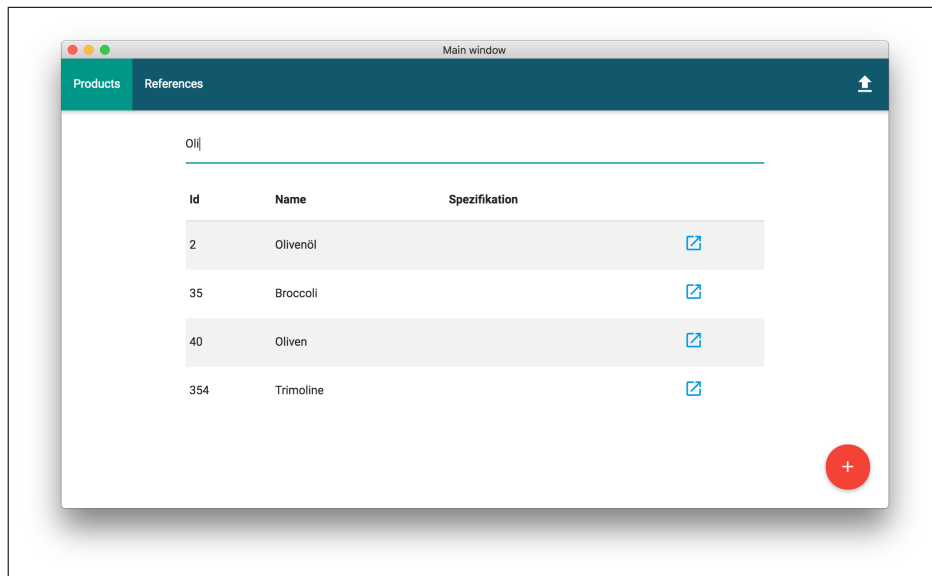 Main window
Products References
Oli
Id Name Spezifikation
2 Olivenöl
35 Broccoli
40 Oliven
354 Trimoline
+